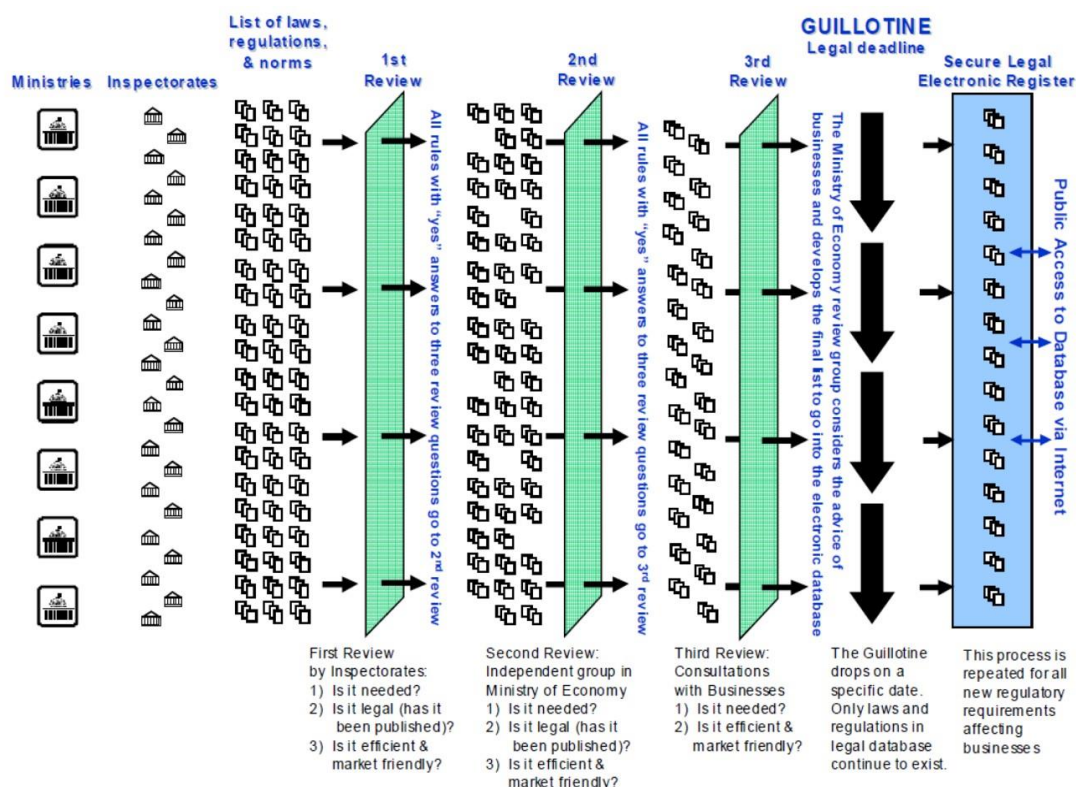 List of laws,
regulations,
& norms
GUILLOTINE
Legal deadline
Ministries
Inspectorates
1st
Review
2nd
Review
3rd
Review
Secure Legal
Electronic Register
All rules with “yes” answers to three review questions go to 2nd review
All rules with “yes” answers to three review questions go to 3rd review
The Ministry of Economy review group considers the advice of
businesses and develops the final list to go into the electronic database
Public Access to Database via Internet
First Review
by Inspectorates:
1) Is it needed?
2) Is it legal (has it
been published)?
3) Is it efficient &
market friendly?
Second Review:
Independent group in
Ministry of Economy
1) Is it needed?
2) Is it legal (has it
been published)?
3) Is it efficient &
market friendly?
Third Review:
Consultations
with Businesses
1) Is it needed?
2) Is it efficient &
market friendly?
The Guillotine
drops on a
specific date.
Only laws and
regulations in
legal database
continue to exist.
This process is
repeated for all
new regulatory
requirements
affecting
businesses